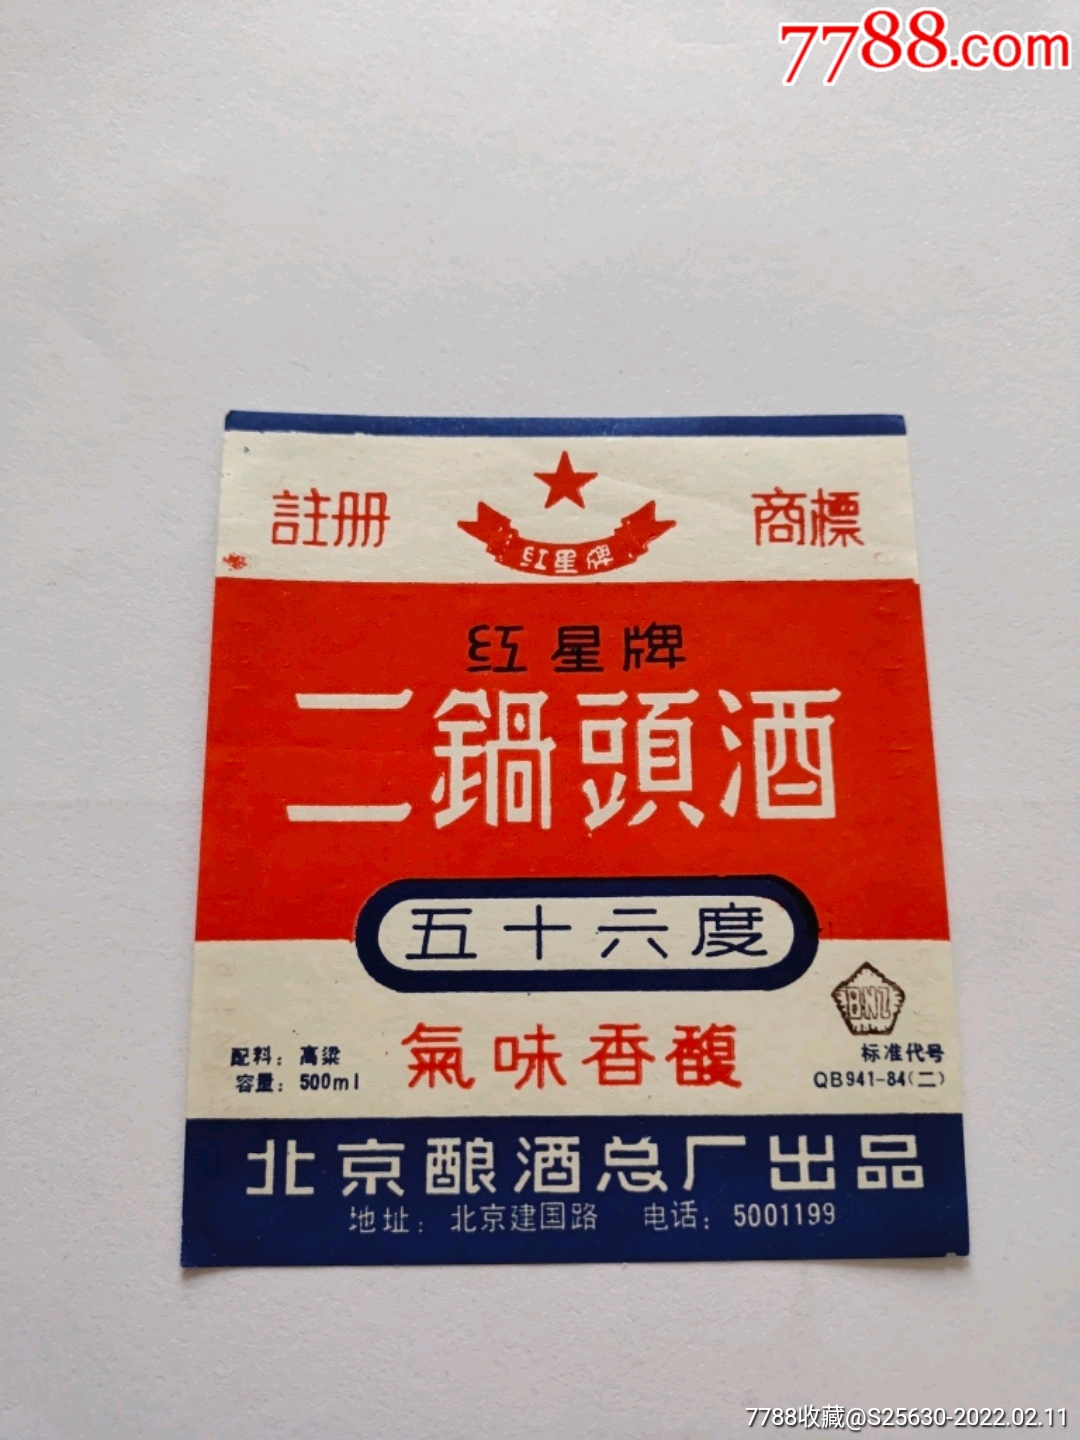 7788.com
註册
商標
红星牌
红星牌
二鍋頭酒
五十六度
BNZ
氣味香馥
配料：高粱
容量：500ml
标准代号
QB941-84(二)
北京酿酒总厂出品
地址：北京建国路 电话：5001199
7788收藏@S25630-2022.02.11